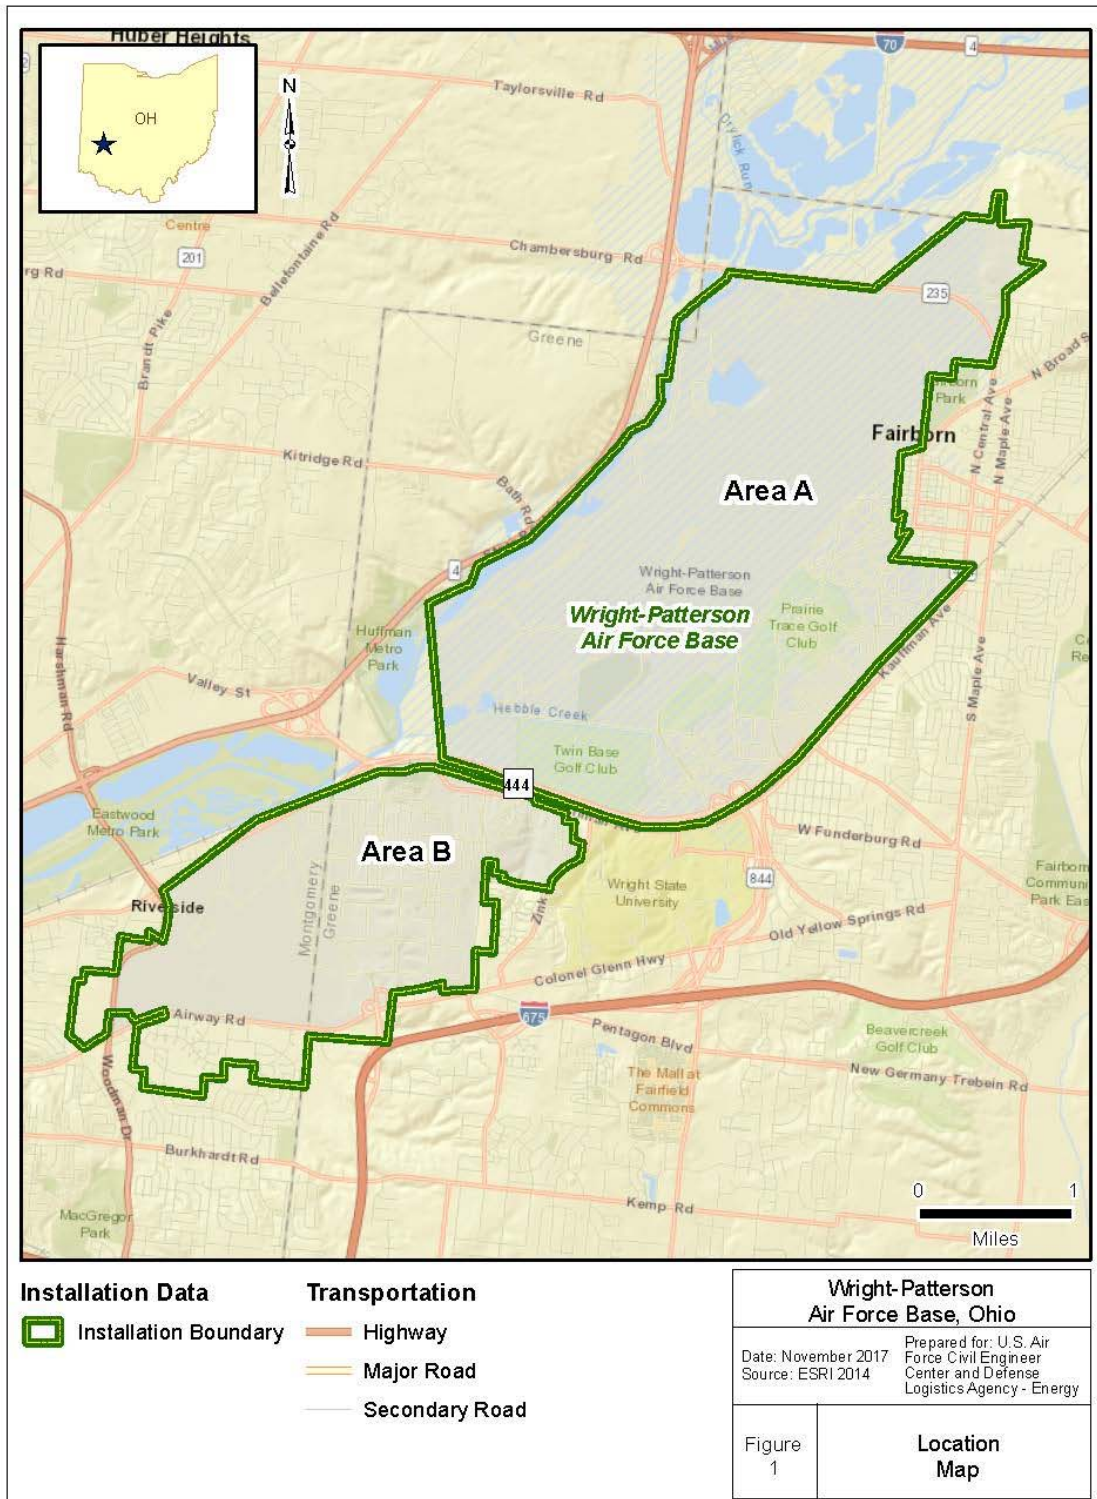 Huber Heights
70
4
N
OH
Taylorsville Rd
Drylick Run
Centre
201
Bellefontaine Rd
Chambersburg Rd
rg Rd
235
Brandt Pike
Greene
N Broad S
Park
Fairborn
N Central Ave
N Maple Ave
Kitridge Rd
Bath Rd
Area A
4
Wright-Patterson
Air Force Base
Wright-Patterson
Air Force Base
Prairie
Trace Golf
Club
Huffman
Metro
Park
Kauffman Ave
Harshman Rd
Valley St
S Maple Ave
Hebble Creek
Twin Base
Golf Club
444
Eastwood
Metro Park
W Funderburg Rd
Area B
844
Fairborn
Communi
Park Eas
Wright State
University
Riverside
Montgomery
Greene
Zink
Old Yellow Springs Rd
Colonel Glenn Hwy
675
Airway Rd
Pentagon Blvd
Beavercreek
Golf Club
New Germany Trebein Rd
The Mall at
Fairfield
Commons
Woodman Dr
Burkhardt Rd
Kemp Rd
MacGregor
Park
0 1
Miles
Installation Data
Installation Boundary
Transportation
Highway
Major Road
Secondary Road
Wright-Patterson
Air Force Base, Ohio
Date: November 2017
Source: ESRI 2014
Prepared for: U.S. Air
Force Civil Engineer
Center and Defense
Logistics Agency - Energy
Figure
1
Location
Map